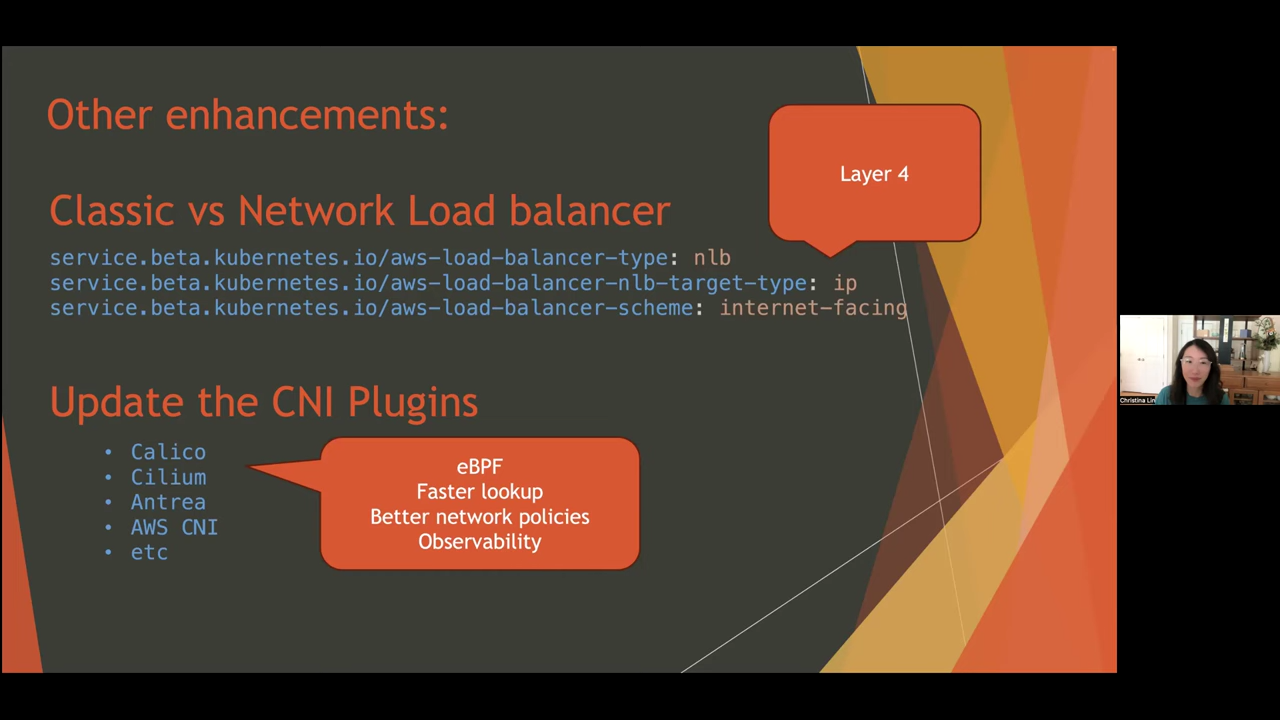 Other enhancements:
Layer 4
Classic vs Network Load balancer
service.beta.kubernetes.io/aws-load-balancer-type: nlb
service.beta.kubernetes.io/aws-load-balancer-nlb-target-type: ip
service.beta.kubernetes.io/aws-load-balancer-scheme: internet-facing
Update the CNI Plugins
• Calico
• Cilium
• Antrea
• AWS CNI
• etc
eBPF
Faster lookup
Better network policies
Observability
Christina Lin